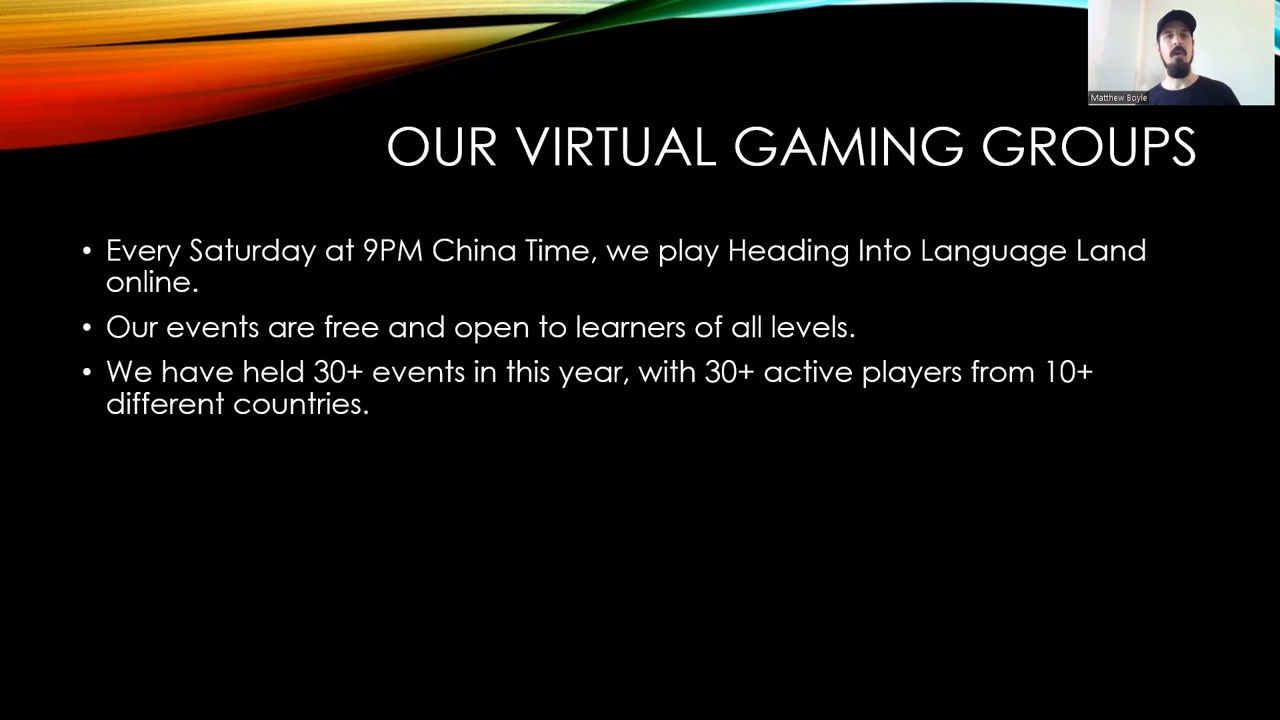 Matthew Boyle
OUR VIRTUAL GAMING GROUPS
• Every Saturday at 9PM China Time, we play Heading Into Language Land
online.
• Our events are free and open to learners of all levels.
• We have held 30+ events in this year, with 30+ active players from 10+
different countries.